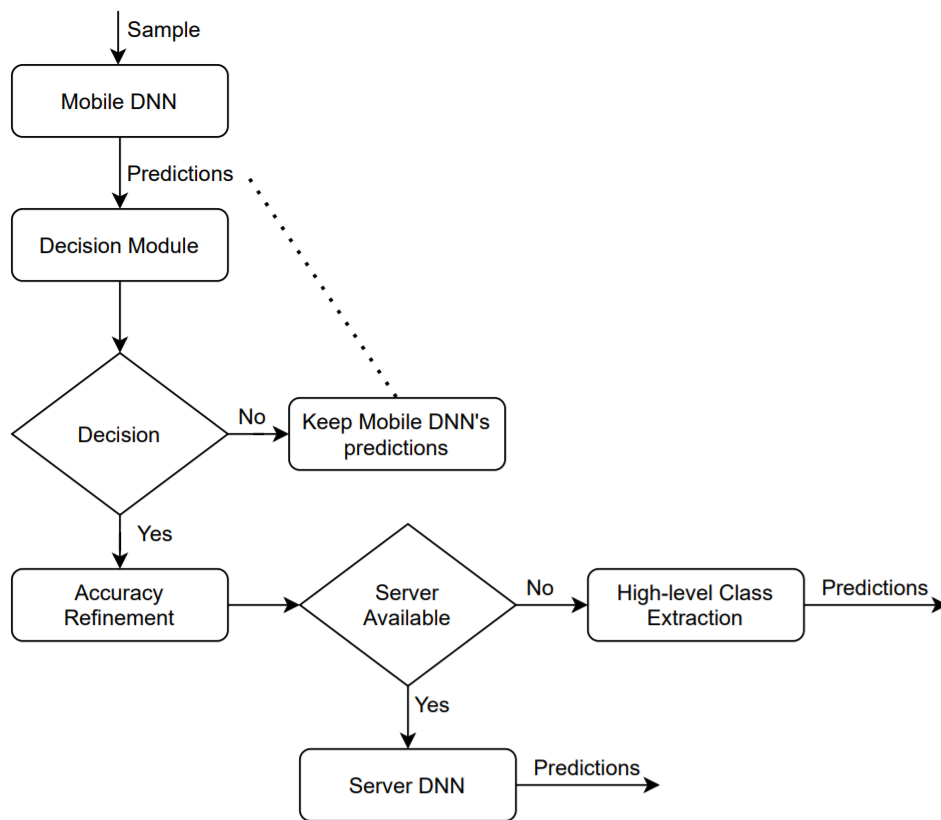 Sample
Mobile DNN
Predictions
Decision Module
Decision
No
Keep Mobile DNN's
predictions
Yes
Accuracy
Refinement
Server
Available
No
High-level Class
Extraction
Predictions
Yes
Server DNN
Predictions